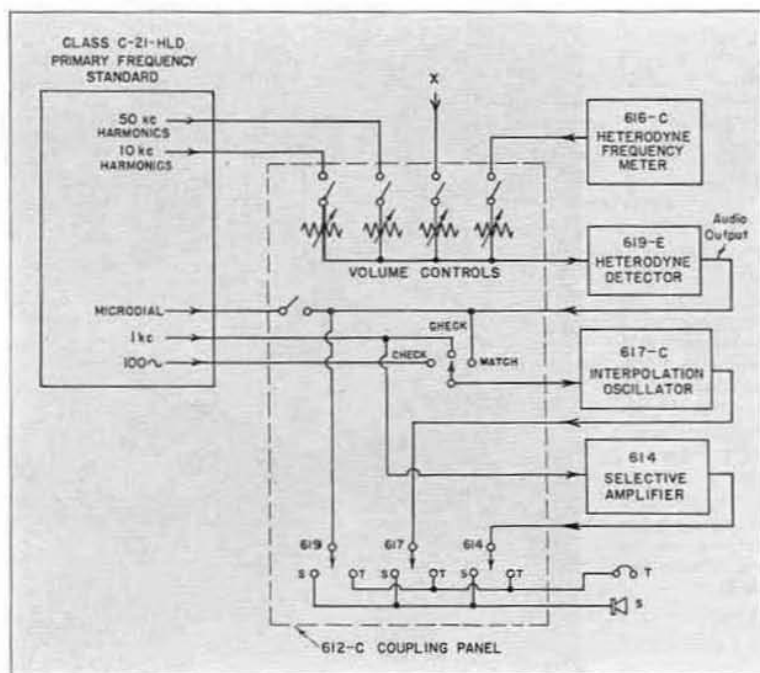 CLASS C-21-HLD
PRIMARY FREQUENCY
STANDARD
50 kc
HARMONICS
10 kc
HARMONICS
X
616-C
HETERODYNE
FREQUENCY
METER
Audio
Output
619-E
HETERODYNE
DETECTOR
VOLUME CONTROLS
MICRODIAL
1 kc
100~
CHECK
CHECK
MATCH
617-C
INTERPOLATION
OSCILLATOR
614
SELECTIVE
AMPLIFIER
619 617 614
S T S T S T T
S
612-C COUPLING PANEL